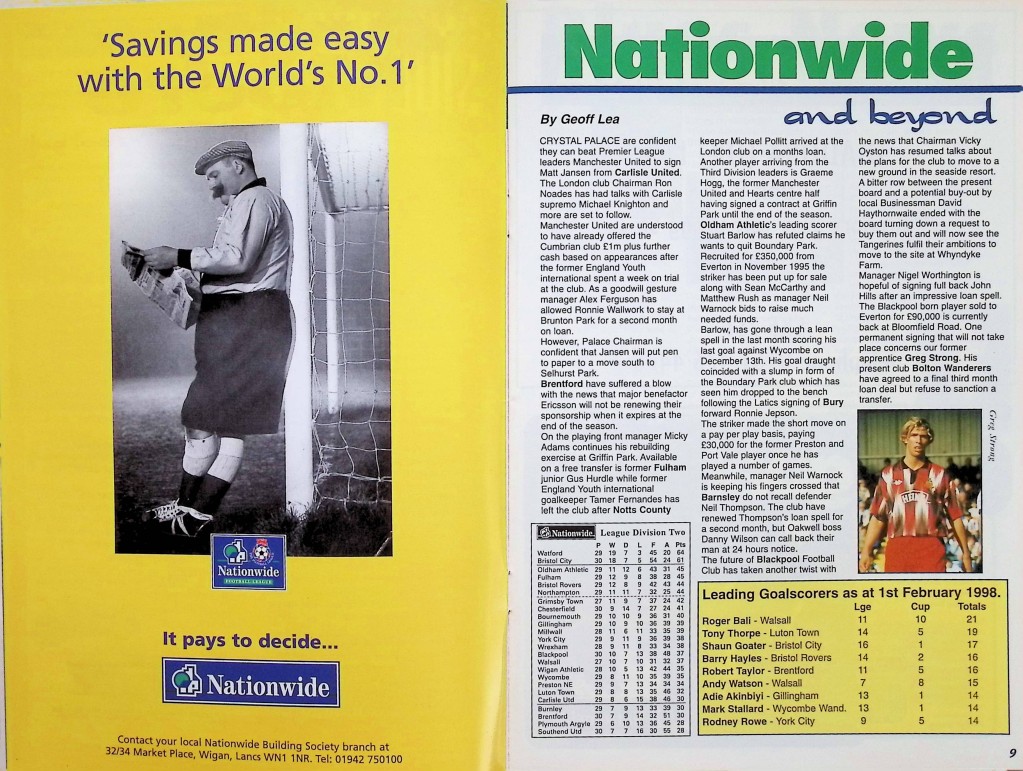 'Savings made easy
with the World's No.1'
Nationwide
FOOTBALL LEAGUE
It pays to decide...
Nationwide
Contact your local Nationwide Building Society branch at
32/34 Market Place, Wigan, Lancs WN1 1NR. Tel: 01942 750100
Nationwide
and beyond
By Geoff Lea
CRYSTAL PALACE are confident
they can beat Premier League
leaders Manchester United to sign
Matt Jansen from Carlisle United.
The London club Chairman Ron
Noades has had talks with Carlisle
supremo Michael Knighton and
more are set to follow.
Manchester United are understood
to have already offered the
Cumbrian club £1m plus further
cash based on appearances after
the former England Youth
international spent a week on trial
at the club. As a goodwill gesture
manager Alex Ferguson has
allowed Ronnie Wallwork to stay at
Brunton Park for a second month
on loan.
However, Palace Chairman is
confident that Jansen will put pen
to paper to a move south to
Selhurst Park.
Brentford have suffered a blow
with the news that major benefactor
Ericsson will not be renewing their
sponsorship when it expires at the
end of the season.
On the playing front manager Micky
Adams continues his rebuilding
exercise at Griffin Park. Available
on a free transfer is former Fulham
junior Gus Hurdle while former
England Youth international
goalkeeper Tamer Fernandes has
left the club after Notts County
keeper Michael Pollitt arrived at the
London club on a months loan.
Another player arriving from the
Third Division leaders is Graeme
Hogg, the former Manchester
United and Hearts centre half
having signed a contract at Griffin
Park until the end of the season.
Oldham Athletic's leading scorer
Stuart Barlow has refuted claims he
wants to quit Boundary Park.
Recruited for £350,000 from
Everton in November 1995 the
striker has been put up for sale
along with Sean McCarthy and
Matthew Rush as manager Neil
Warnock bids to raise much
needed funds.
Barlow, has gone through a lean
spell in the last month scoring his
last goal against Wycombe on
December 13th. His goal draught
coincided with a slump in form of
the Boundary Park club which has
seen him dropped to the bench
following the Latics signing of Bury
forward Ronnie Jepson.
The striker made the short move on
a pay per play basis, paying
£30,000 for the former Preston and
Port Vale player once he has
played a number of games.
Meanwhile, manager Neil Warnock
is keeping his fingers crossed that
Barnsley do not recall defender
Neil Thompson. The club have
renewed Thompson's loan spell for
a second month, but Oakwell boss
Danny Wilson can call back their
man at 24 hours notice.
The future of Blackpool Football
Club has taken another twist with
the news that Chairman Vicky
Oyston has resumed talks about
the plans for the club to move to a
new ground in the seaside resort.
A bitter row between the present
board and a potential buy-out by
local Businessman David
Haythornwaite ended with the
board turning down a request to
buy them out and will now see the
Tangerines fulfil their ambitions to
move to the site at Whyndyke
Farm.
Manager Nigel Worthington is
hopeful of signing full back John
Hills after an impressive loan spell.
The Blackpool born player sold to
Everton for £90,000 is currently
back at Bloomfield Road. One
permanent signing that will not take
place concerns our former
apprentice Greg Strong. His
present club Bolton Wanderers
have agreed to a final third month
loan deal but refuse to sanction a
transfer.
Greg Strong
Nationwide League Division Two
P W D L F A Pts
Watford 29 19 7 3 45 20 64
Bristol City 30 18 7 5 54 24 61
Oldham Athletic 29 11 12 6 43 31 45
Fulham 29 12 9 8 38 28 45
Bristol Rovers 29 12 8 9 42 43 44
Northampton 29 11 11 7 32 25 44
Grimsby Town 27 11 9 7 37 24 42
Chesterfield 30 9 14 7 27 24 41
Bournemouth 29 10 10 9 36 31 40
Gillingham 29 10 9 10 36 39 39
Millwall 28 11 6 11 33 35 39
York City 29 9 11 9 36 39 38
Wrexham 28 9 11 8 33 34 38
Blackpool 30 10 7 13 38 48 37
Walsall 27 10 7 10 31 32 37
Wigan Athletic 28 10 5 13 42 44 35
Wycombe 29 8 11 10 35 39 35
Preston NE 29 9 7 13 34 34 34
Luton Town 29 8 8 13 35 46 32
Carlisle Utd 29 8 6 15 38 46 30
Burnley 29 7 9 13 33 39 30
Brentford 30 7 9 14 32 51 30
Plymouth Argyle 29 6 10 13 36 45 28
Southend Utd 30 7 7 16 30 55 28
Leading Goalscorers as at 1st February 1998.
Lge Cup Totals
Roger Bali - Walsall 11 10 21
Tony Thorpe - Luton Town 14 5 19
Shaun Goater - Bristol City 16 1 17
Barry Hayles - Bristol Rovers 14 2 16
Robert Taylor - Brentford 11 5 16
Andy Watson - Walsall 7 8 15
Adie Akinbiyi - Gillingham 13 1 14
Mark Stallard - Wycombe Wand. 13 1 14
Rodney Rowe - York City 9 5 14
9